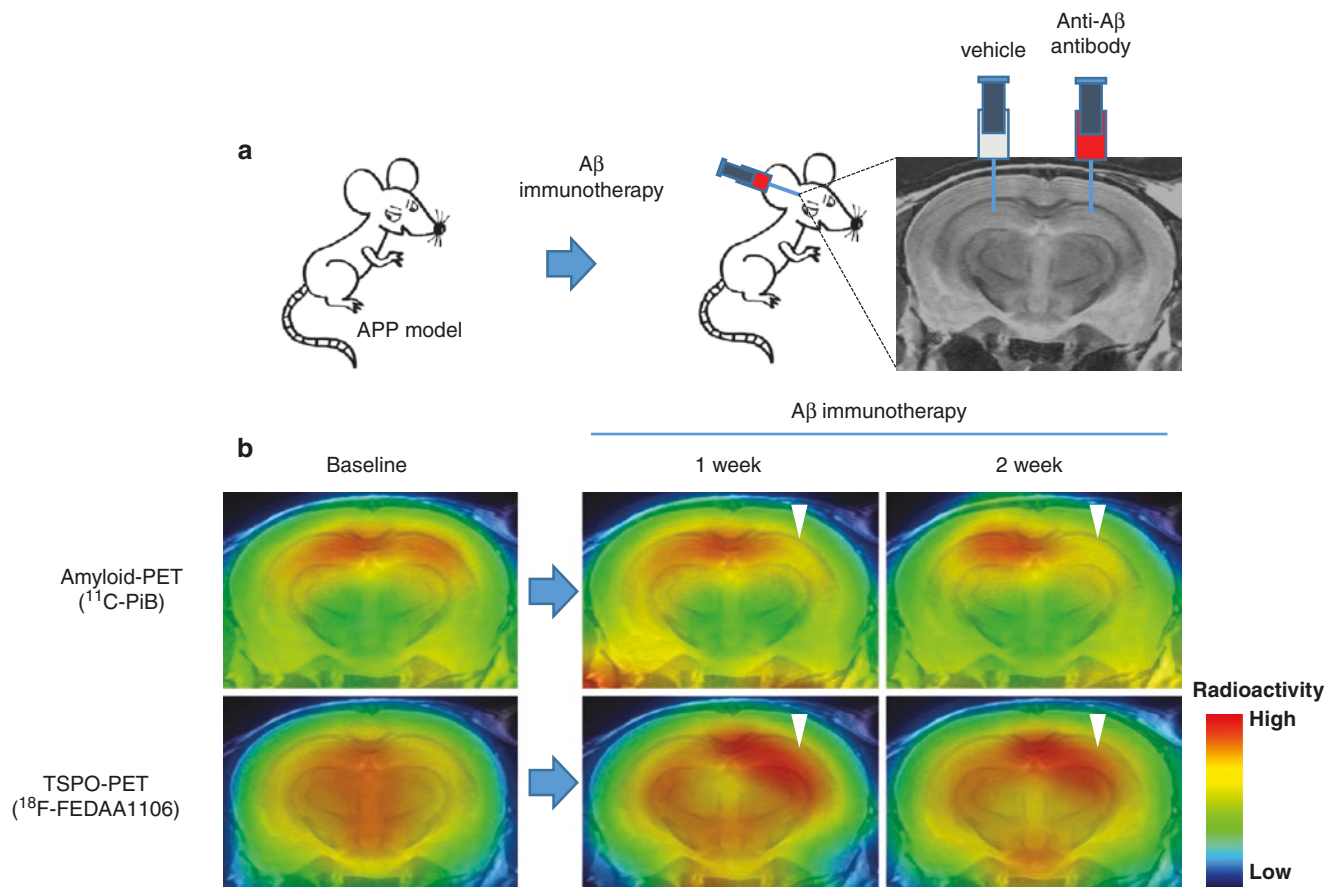 vehicle
Anti-Aβ
antibody
a
Aβ
immunotherapy
APP model
Aβ immunotherapy
b
Baseline
1 week
2 week
Amyloid-PET
(¹¹C-PiB)
TSPO-PET
(¹⁸F-FEDAA1106)
Radioactivity
High
Low